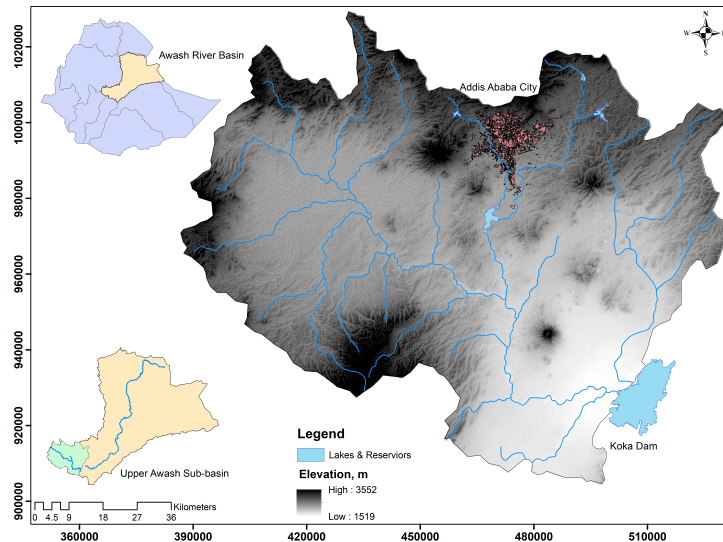 Awash River Basin
Addis Ababa City
N
W
E
S
1020000
1000000
980000
960000
940000
920000
900000
Koka Dam
Upper Awash Sub-basin
Legend
Lakes & Reserviors
Elevation, m
High : 3552
Low : 1519
Kilometers
0 4.5 9 18 27 36
360000 390000 420000 450000 480000 510000